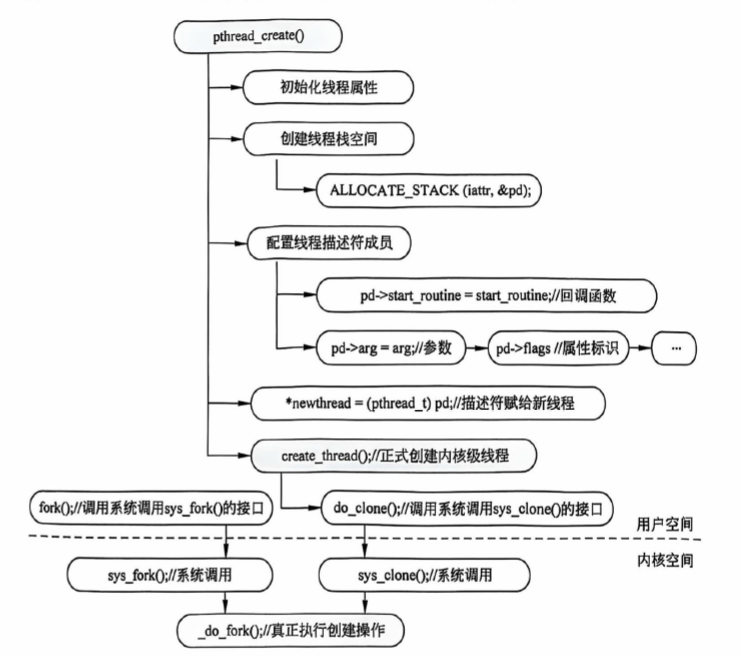 pthread_create()
初始化线程属性
创建线程栈空间
ALLOCATE_STACK (iattr, &pd);
配置线程描述符成员
pd->start_routine = start_routine;//回调函数
pd->arg = arg;//参数
pd->flags //属性标识
...
*newthread = (pthread_t) pd;//描述符赋给新线程
create_thread();//正式创建内核级线程
fork();//调用系统调用sys_fork()的接口
do_clone();//调用系统调用sys_clone()的接口
用户空间
内核空间
sys_fork();//系统调用
sys_clone();//系统调用
_do_fork();//真正执行创建操作